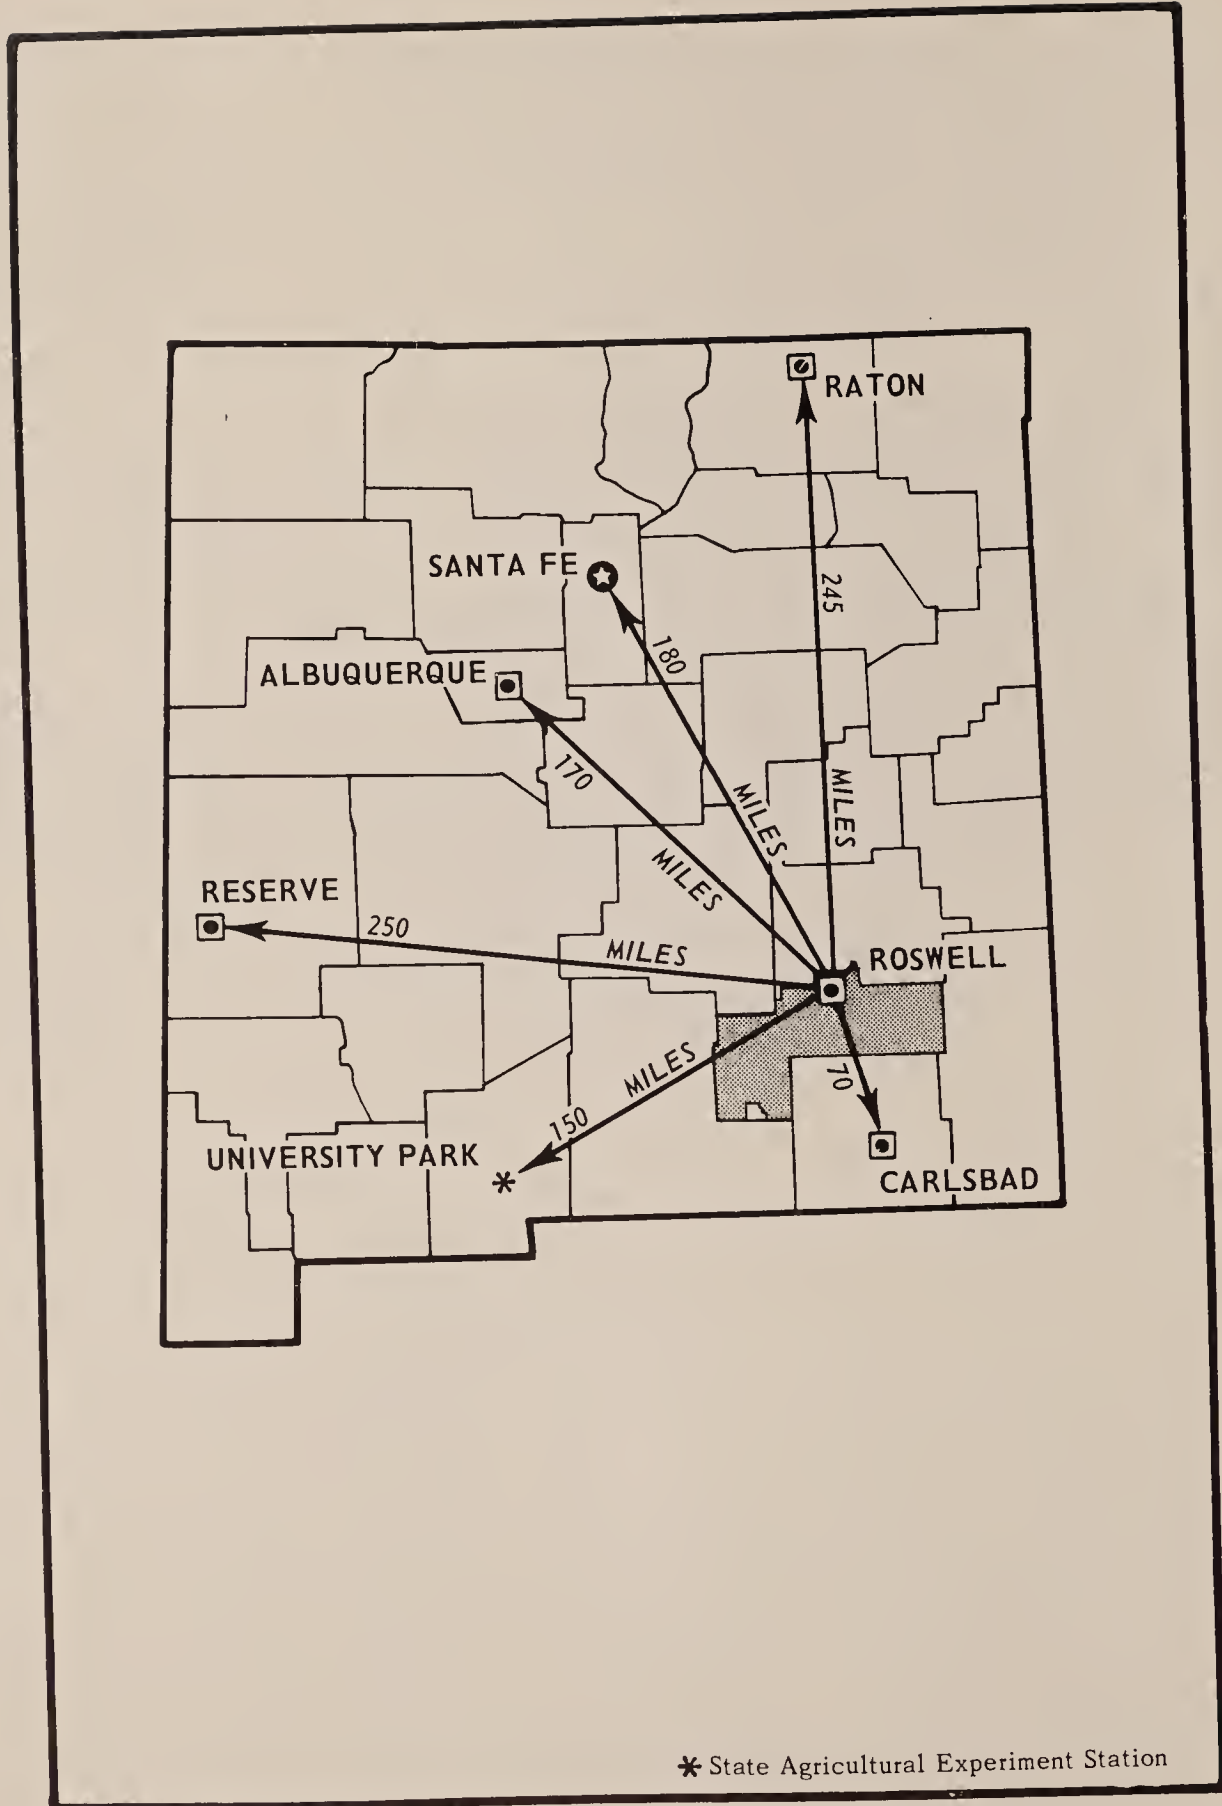 RATON
245
MILES
SANTA FE
180
MILES
ALBUQUERQUE
170
MILES
RESERVE
250
MILES
ROSWELL
MILES
150
70
UNIVERSITY PARK
*
CARLSBAD
* State Agricultural Experiment Station